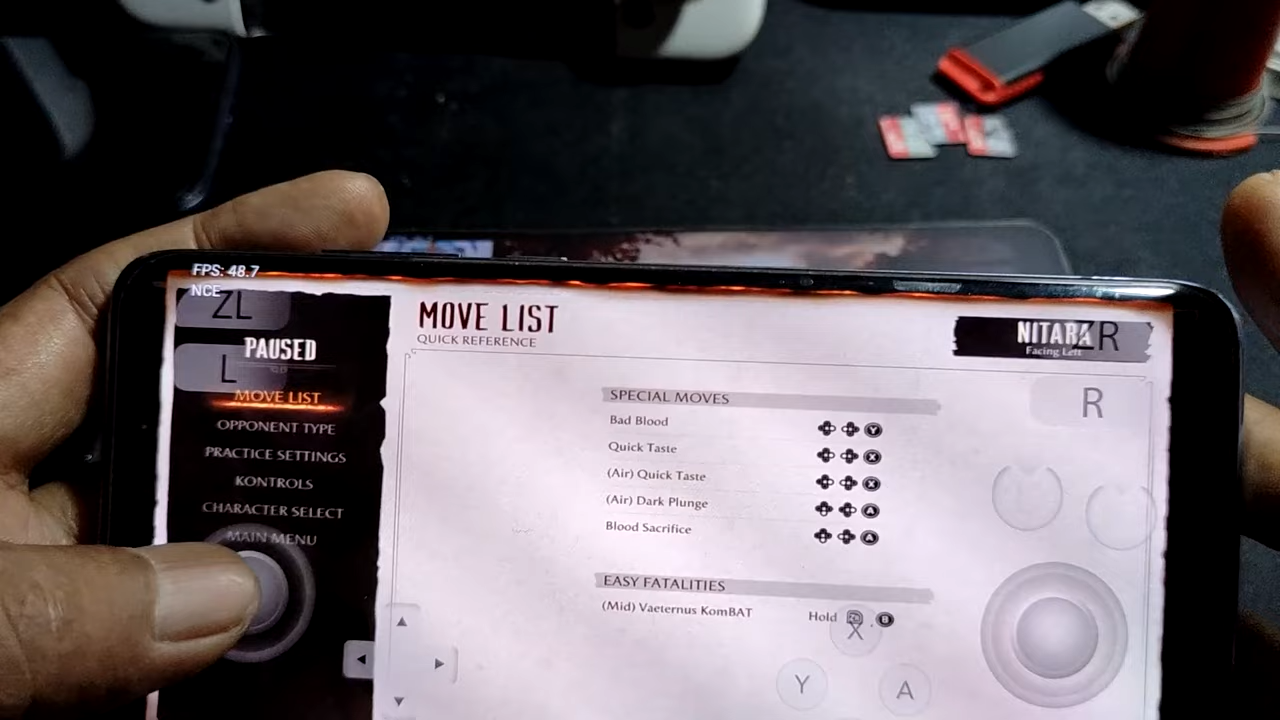 FPS: 48.7
NCE
ZL
PAUSED
L
MOVE LIST
OPPONENT TYPE
PRACTICE SETTINGS
KONTROLS
CHARACTER SELECT
MAIN MENU
MOVE LIST
QUICK REFERENCE
NITARA
ZR
Facing Left
R
SPECIAL MOVES
Bad Blood Y
Quick Taste X
(Air) Quick Taste X
(Air) Dark Plunge A
Blood Sacrifice A
EASY FATALITIES
(Mid) Vaeternus KomBAT Hold B
X
Y
A